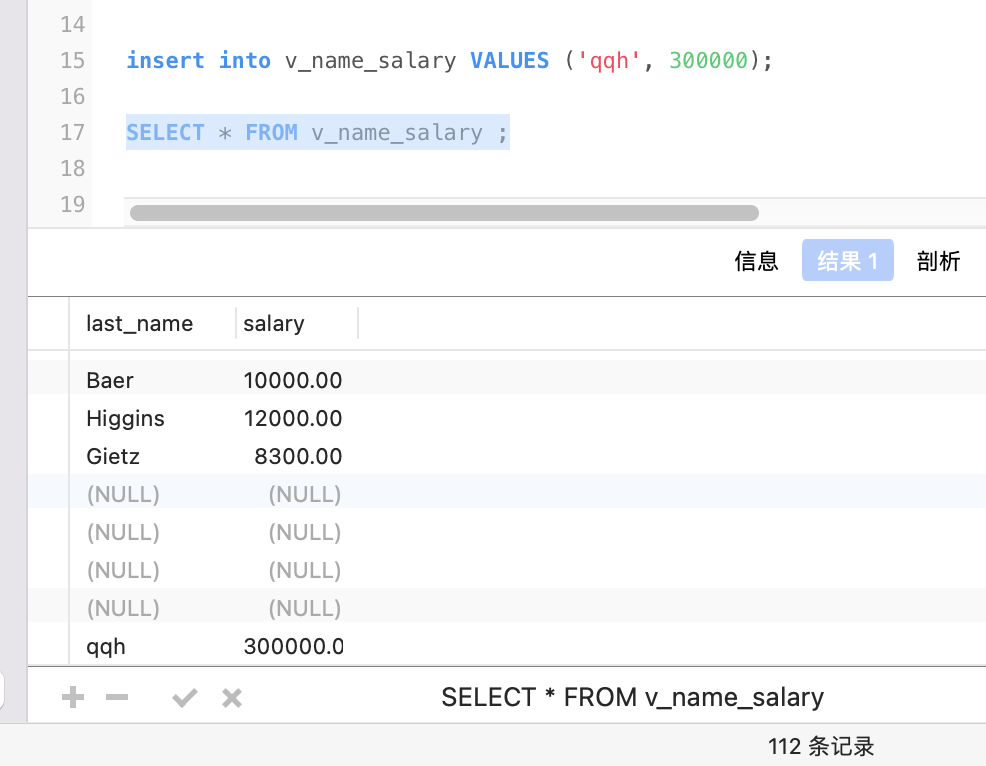 14
15 insert into v_name_salary VALUES ('qqh', 300000);
16
17 SELECT * FROM v_name_salary ;
18
19
信息 结果 1 剖析
last_name salary
Baer 10000.00
Higgins 12000.00
Gietz 8300.00
(NULL) (NULL)
(NULL) (NULL)
(NULL) (NULL)
(NULL) (NULL)
qqh 300000.0
SELECT * FROM v_name_salary
112 条记录